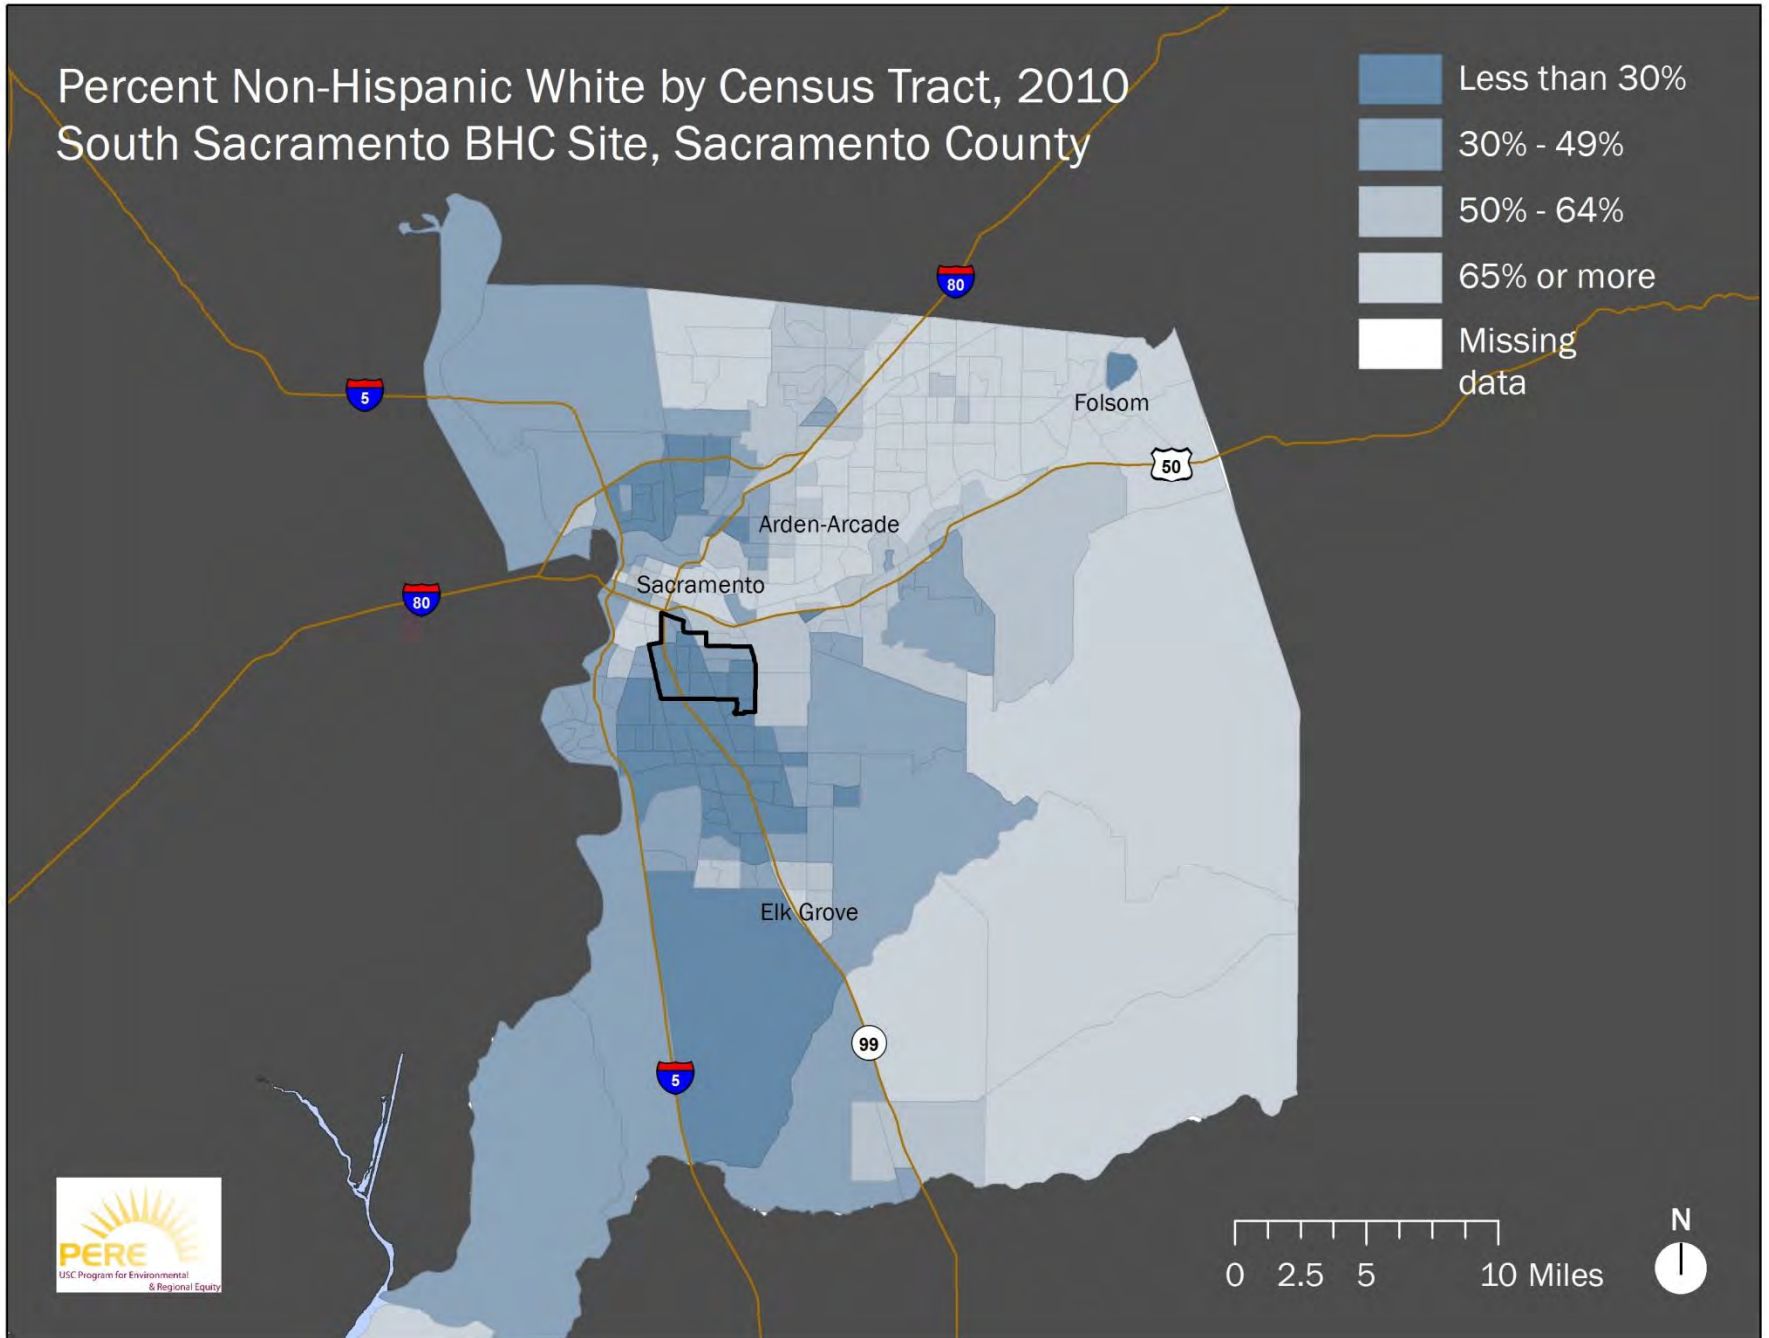 Percent Non-Hispanic White by Census Tract, 2010
South Sacramento BHC Site, Sacramento County
Less than 30%
30% - 49%
50% - 64%
65% or more
Missing
data
80
5
Folsom
50
Arden-Arcade
Sacramento
80
Elk Grove
99
5
PERE
USC Program for Environmental
& Regional Equity
0 2.5 5 10 Miles
N